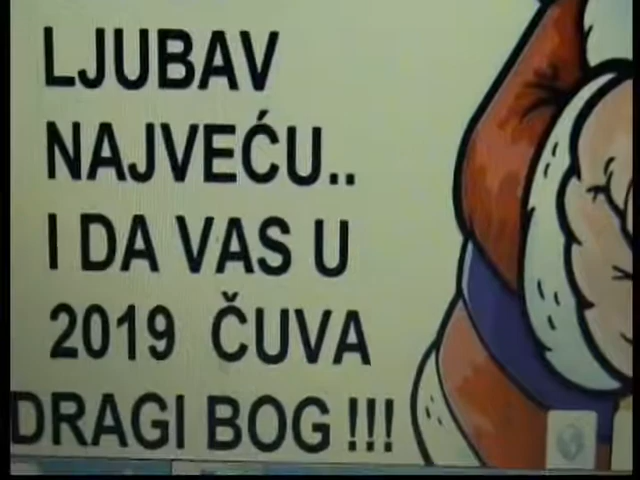 LJUBAV
NAJVEĆU..
I DA VAS U
2019 ČUVA
DRAGI BOG !!!